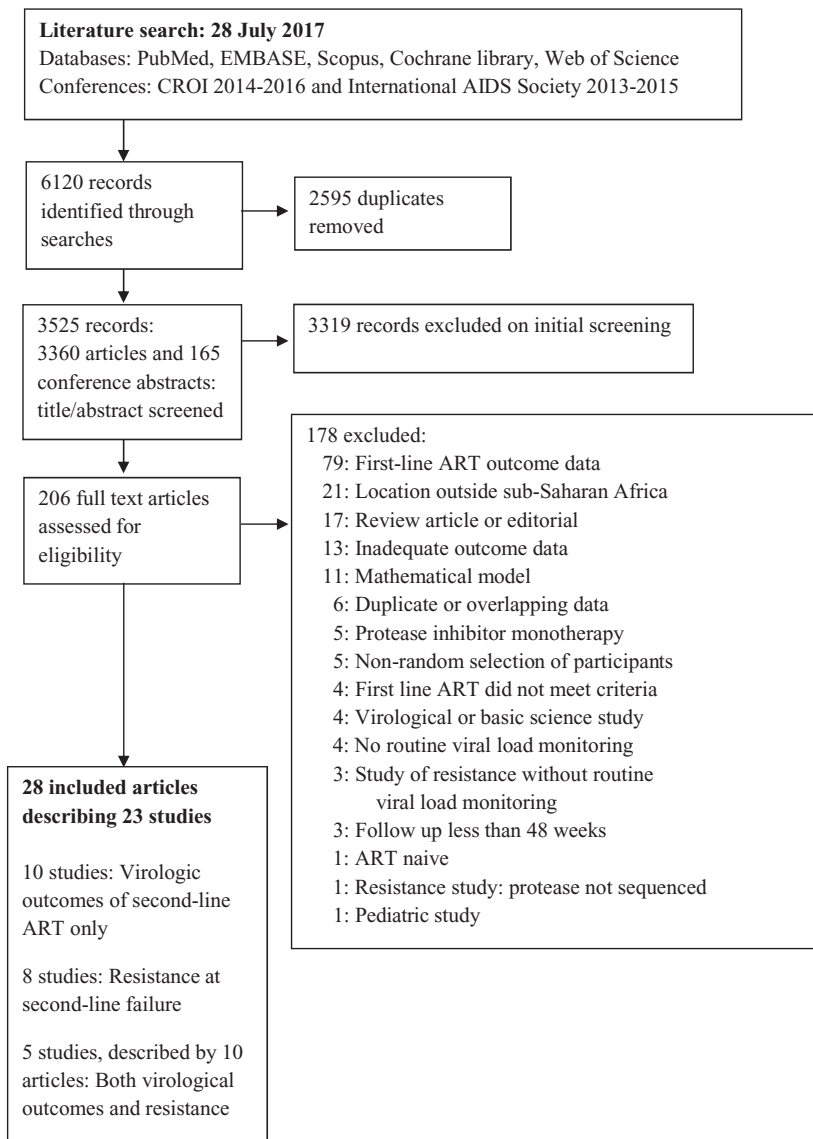 Literature search: 28 July 2017
Databases: PubMed, EMBASE, Scopus, Cochrane library, Web of Science
Conferences: CROI 2014-2016 and International AIDS Society 2013-2015
6120 records
identified through
searches
2595 duplicates
removed
3525 records:
3360 articles and 165
conference abstracts:
title/abstract screened
3319 records excluded on initial screening
206 full text articles
assessed for
eligibility
178 excluded:
79: First-line ART outcome data
21: Location outside sub-Saharan Africa
17: Review article or editorial
13: Inadequate outcome data
11: Mathematical model
6: Duplicate or overlapping data
5: Protease inhibitor monotherapy
5: Non-random selection of participants
4: First line ART did not meet criteria
4: Virological or basic science study
4: No routine viral load monitoring
3: Study of resistance without routine
viral load monitoring
3: Follow up less than 48 weeks
1: ART naive
1: Resistance study: protease not sequenced
1: Pediatric study
28 included articles
describing 23 studies
10 studies: Virologic
outcomes of second-line
ART only
8 studies: Resistance at
second-line failure
5 studies, described by 10
articles: Both virological
outcomes and resistance